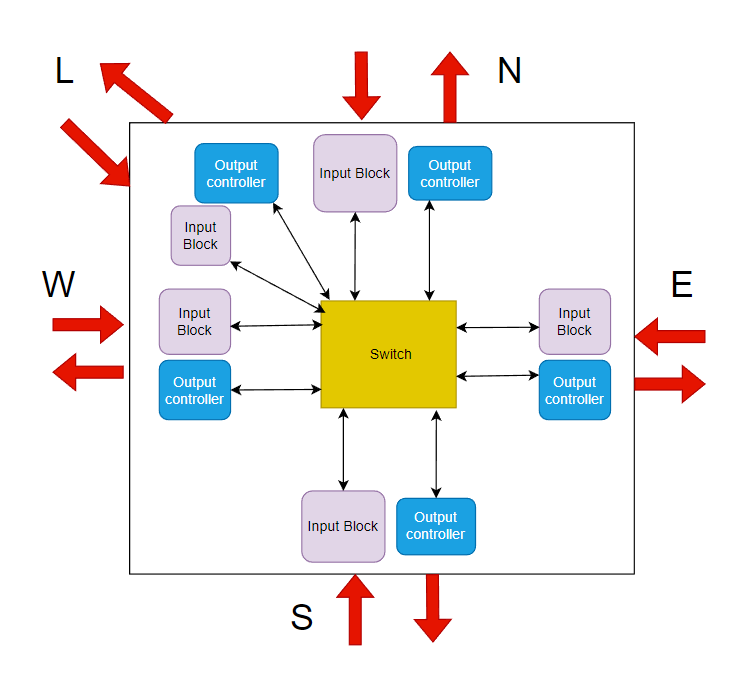 L
N
Output
controller
Input Block
Output
controller
Input
Block
W
E
Input
Block
Input
Block
Switch
Output
controller
Output
controller
Input Block
Output
controller
S